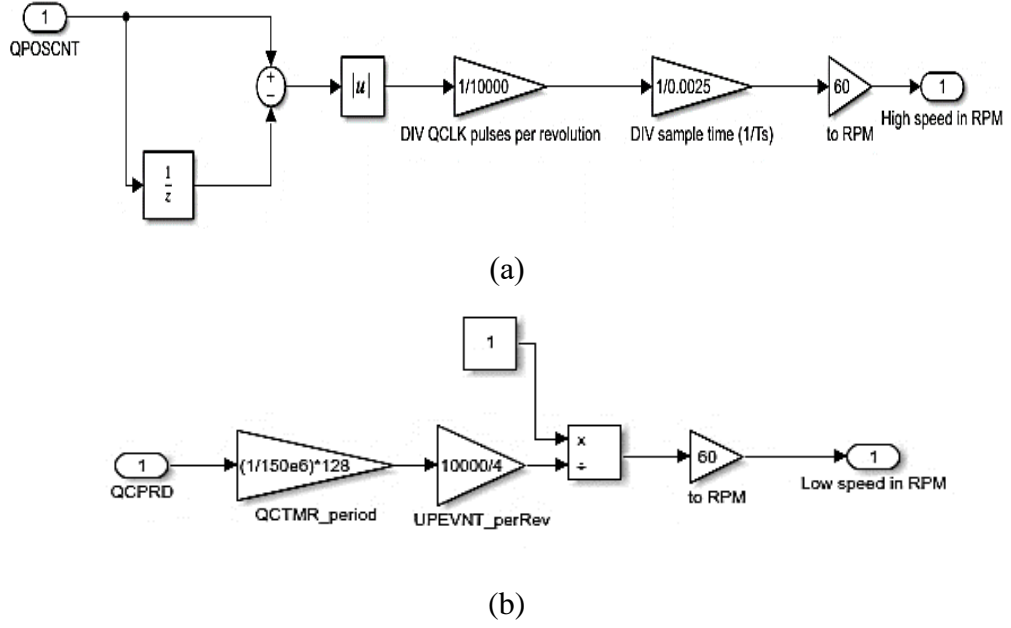 1
QPOSCNT
+
−
|u|
1/10000
1/0.0025
60
1
DIV QCLK pulses per revolution
DIV sample time (1/Ts)
to RPM
High speed in RPM
1
z
(a)
1
1
QCPRD
(1/150e6)*128
QCTMR_period
10000/4
UPEVNT_perRev
×
÷
60
to RPM
1
Low speed in RPM
(b)